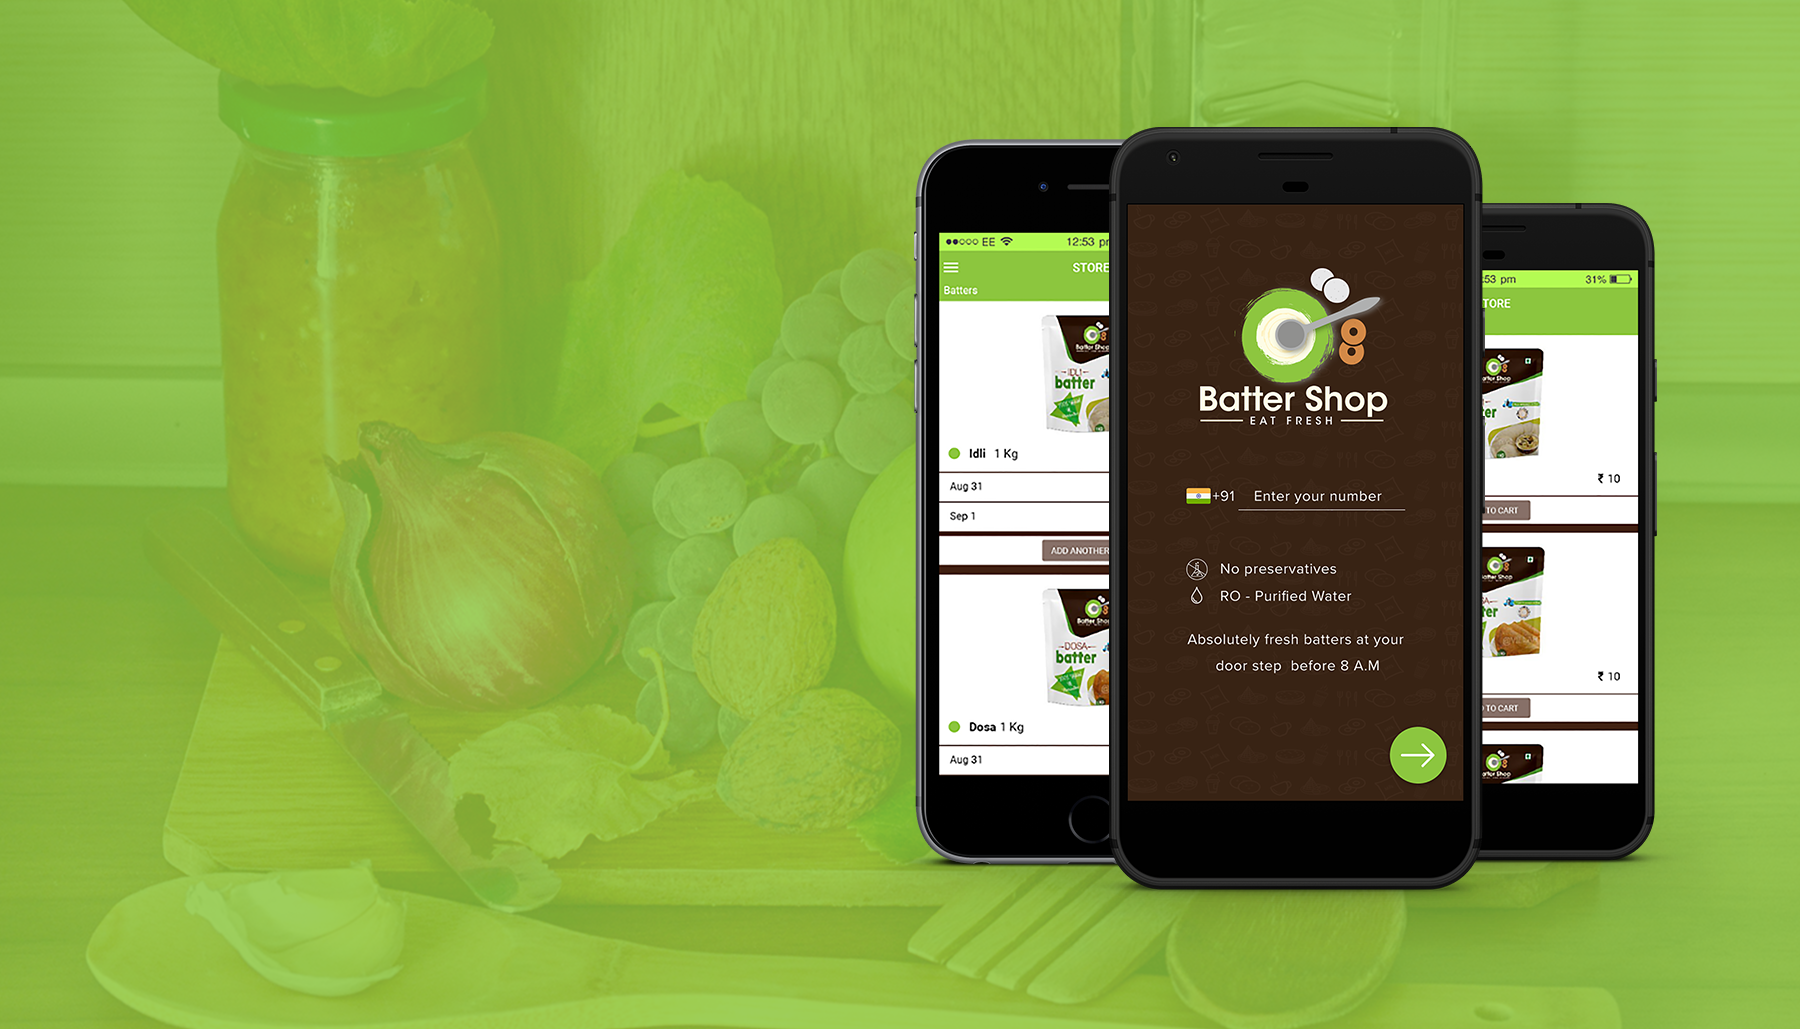 EE
12:53 pm
STORE
Batters
Batter Shop
IDLI
batter
Idli 1 Kg
Aug 31
Sep 1
ADD ANOTHER
Batter Shop
DOSA
batter
Dosa 1 Kg
Aug 31
Batter Shop
EAT FRESH
+91 Enter your number
No preservatives
RO - Purified Water
Absolutely fresh batters at your
door step before 8 A.M
:53 pm 31%
TORE
₹ 10
TO CART
₹ 10
TO CART